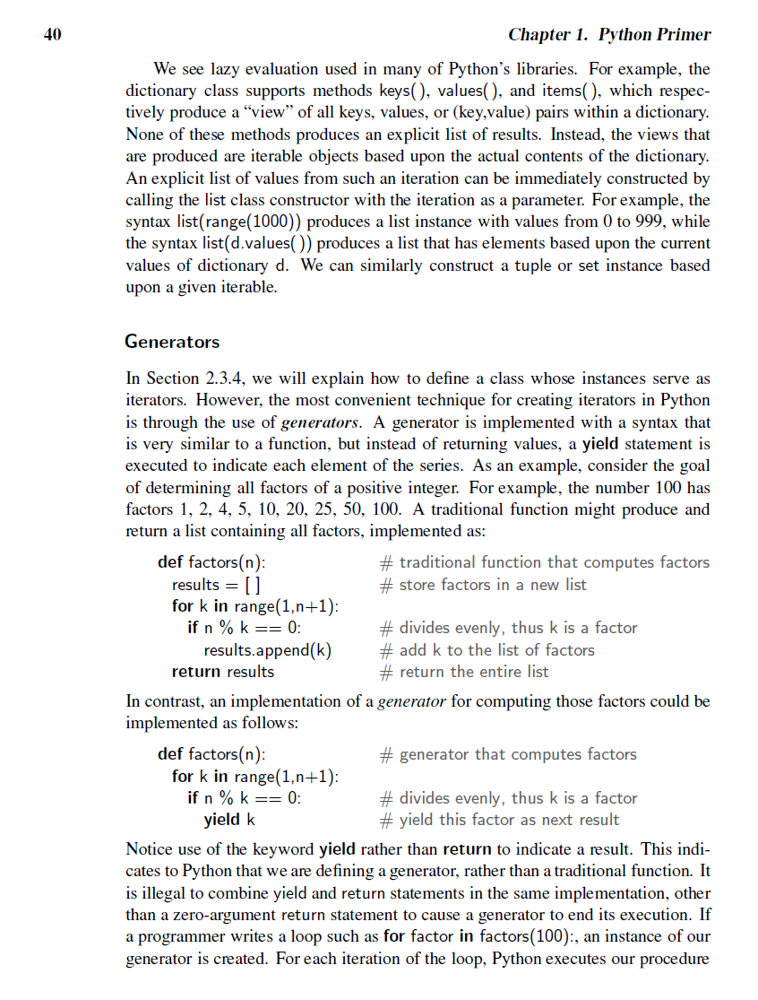 40
Chapter 1. Python Primer
We see lazy evaluation used in many of Python’s libraries. For example, the
dictionary class supports methods keys( ), values( ), and items( ), which respec-
tively produce a “view” of all keys, values, or (key,value) pairs within a dictionary.
None of these methods produces an explicit list of results. Instead, the views that
are produced are iterable objects based upon the actual contents of the dictionary.
An explicit list of values from such an iteration can be immediately constructed by
calling the list class constructor with the iteration as a parameter. For example, the
syntax list(range(1000)) produces a list instance with values from 0 to 999, while
the syntax list(d.values( )) produces a list that has elements based upon the current
values of dictionary d. We can similarly construct a tuple or set instance based
upon a given iterable.
Generators
In Section 2.3.4, we will explain how to define a class whose instances serve as
iterators. However, the most convenient technique for creating iterators in Python
is through the use of generators. A generator is implemented with a syntax that
is very similar to a function, but instead of returning values, a yield statement is
executed to indicate each element of the series. As an example, consider the goal
of determining all factors of a positive integer. For example, the number 100 has
factors 1, 2, 4, 5, 10, 20, 25, 50, 100. A traditional function might produce and
return a list containing all factors, implemented as:
def factors(n): # traditional function that computes factors
results = [ ] # store factors in a new list
for k in range(1,n+1):
if n % k == 0: # divides evenly, thus k is a factor
results.append(k) # add k to the list of factors
return results # return the entire list
In contrast, an implementation of a generator for computing those factors could be
implemented as follows:
def factors(n): # generator that computes factors
for k in range(1,n+1):
if n % k == 0: # divides evenly, thus k is a factor
yield k # yield this factor as next result
Notice use of the keyword yield rather than return to indicate a result. This indi-
cates to Python that we are defining a generator, rather than a traditional function. It
is illegal to combine yield and return statements in the same implementation, other
than a zero-argument return statement to cause a generator to end its execution. If
a programmer writes a loop such as for factor in factors(100):, an instance of our
generator is created. For each iteration of the loop, Python executes our procedure